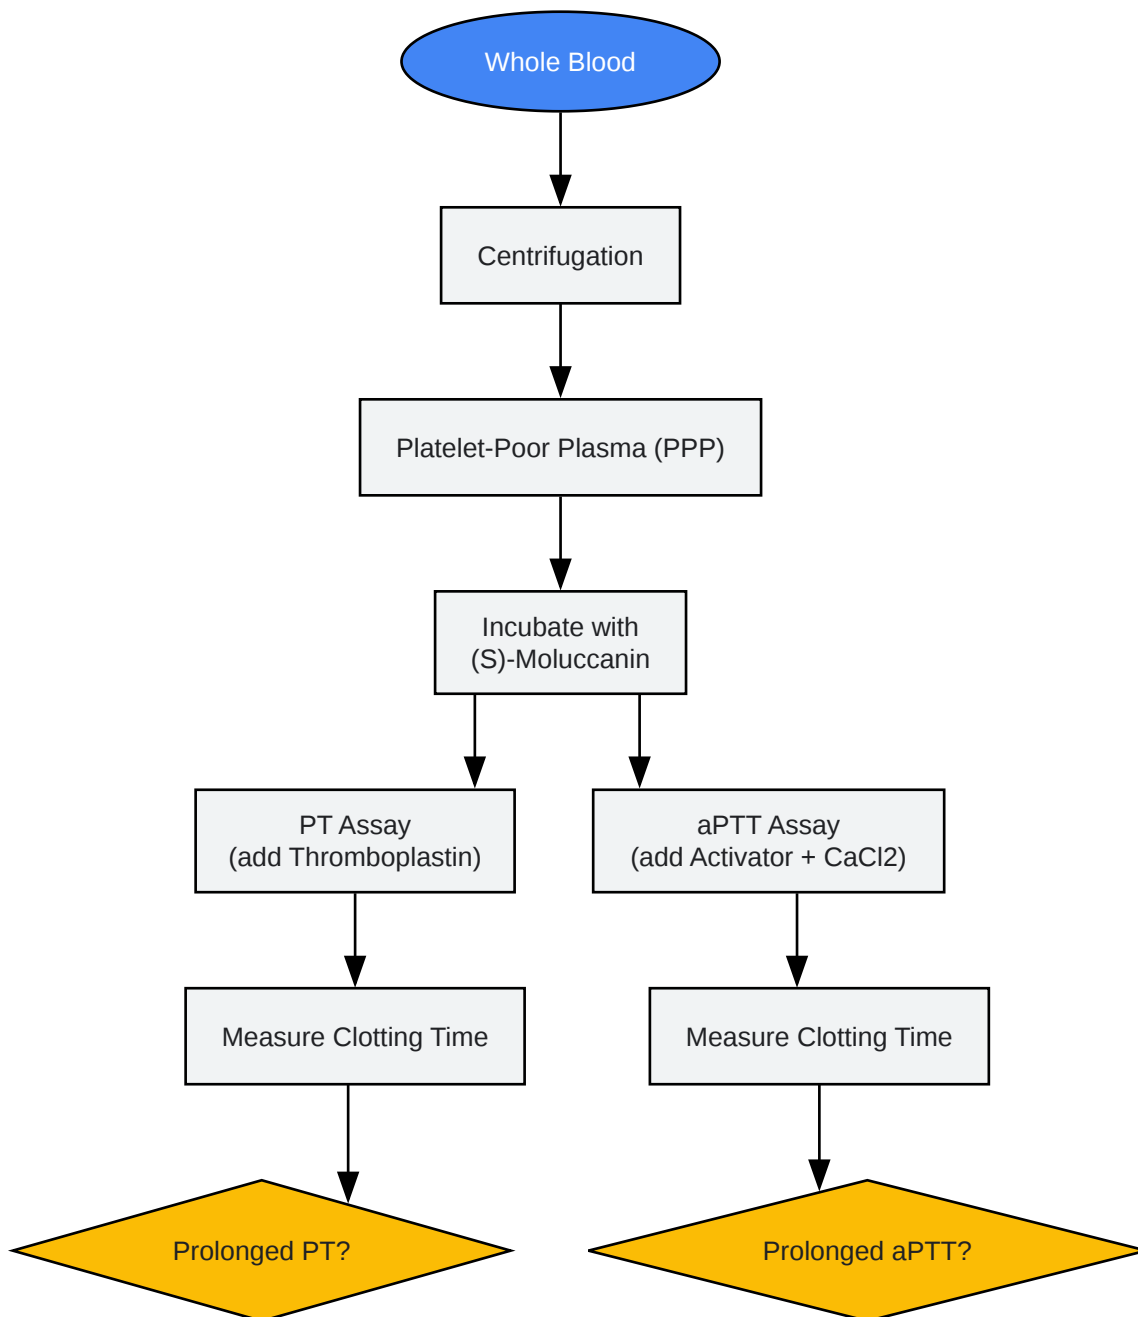 Whole Blood
Centrifugation
Platelet-Poor Plasma (PPP)
Incubate with
(S)-Moluccanin
PT Assay
(add Thromboplastin)
aPTT Assay
(add Activator + CaCl2)
Measure Clotting Time
Measure Clotting Time
Prolonged PT?
Prolonged aPTT?